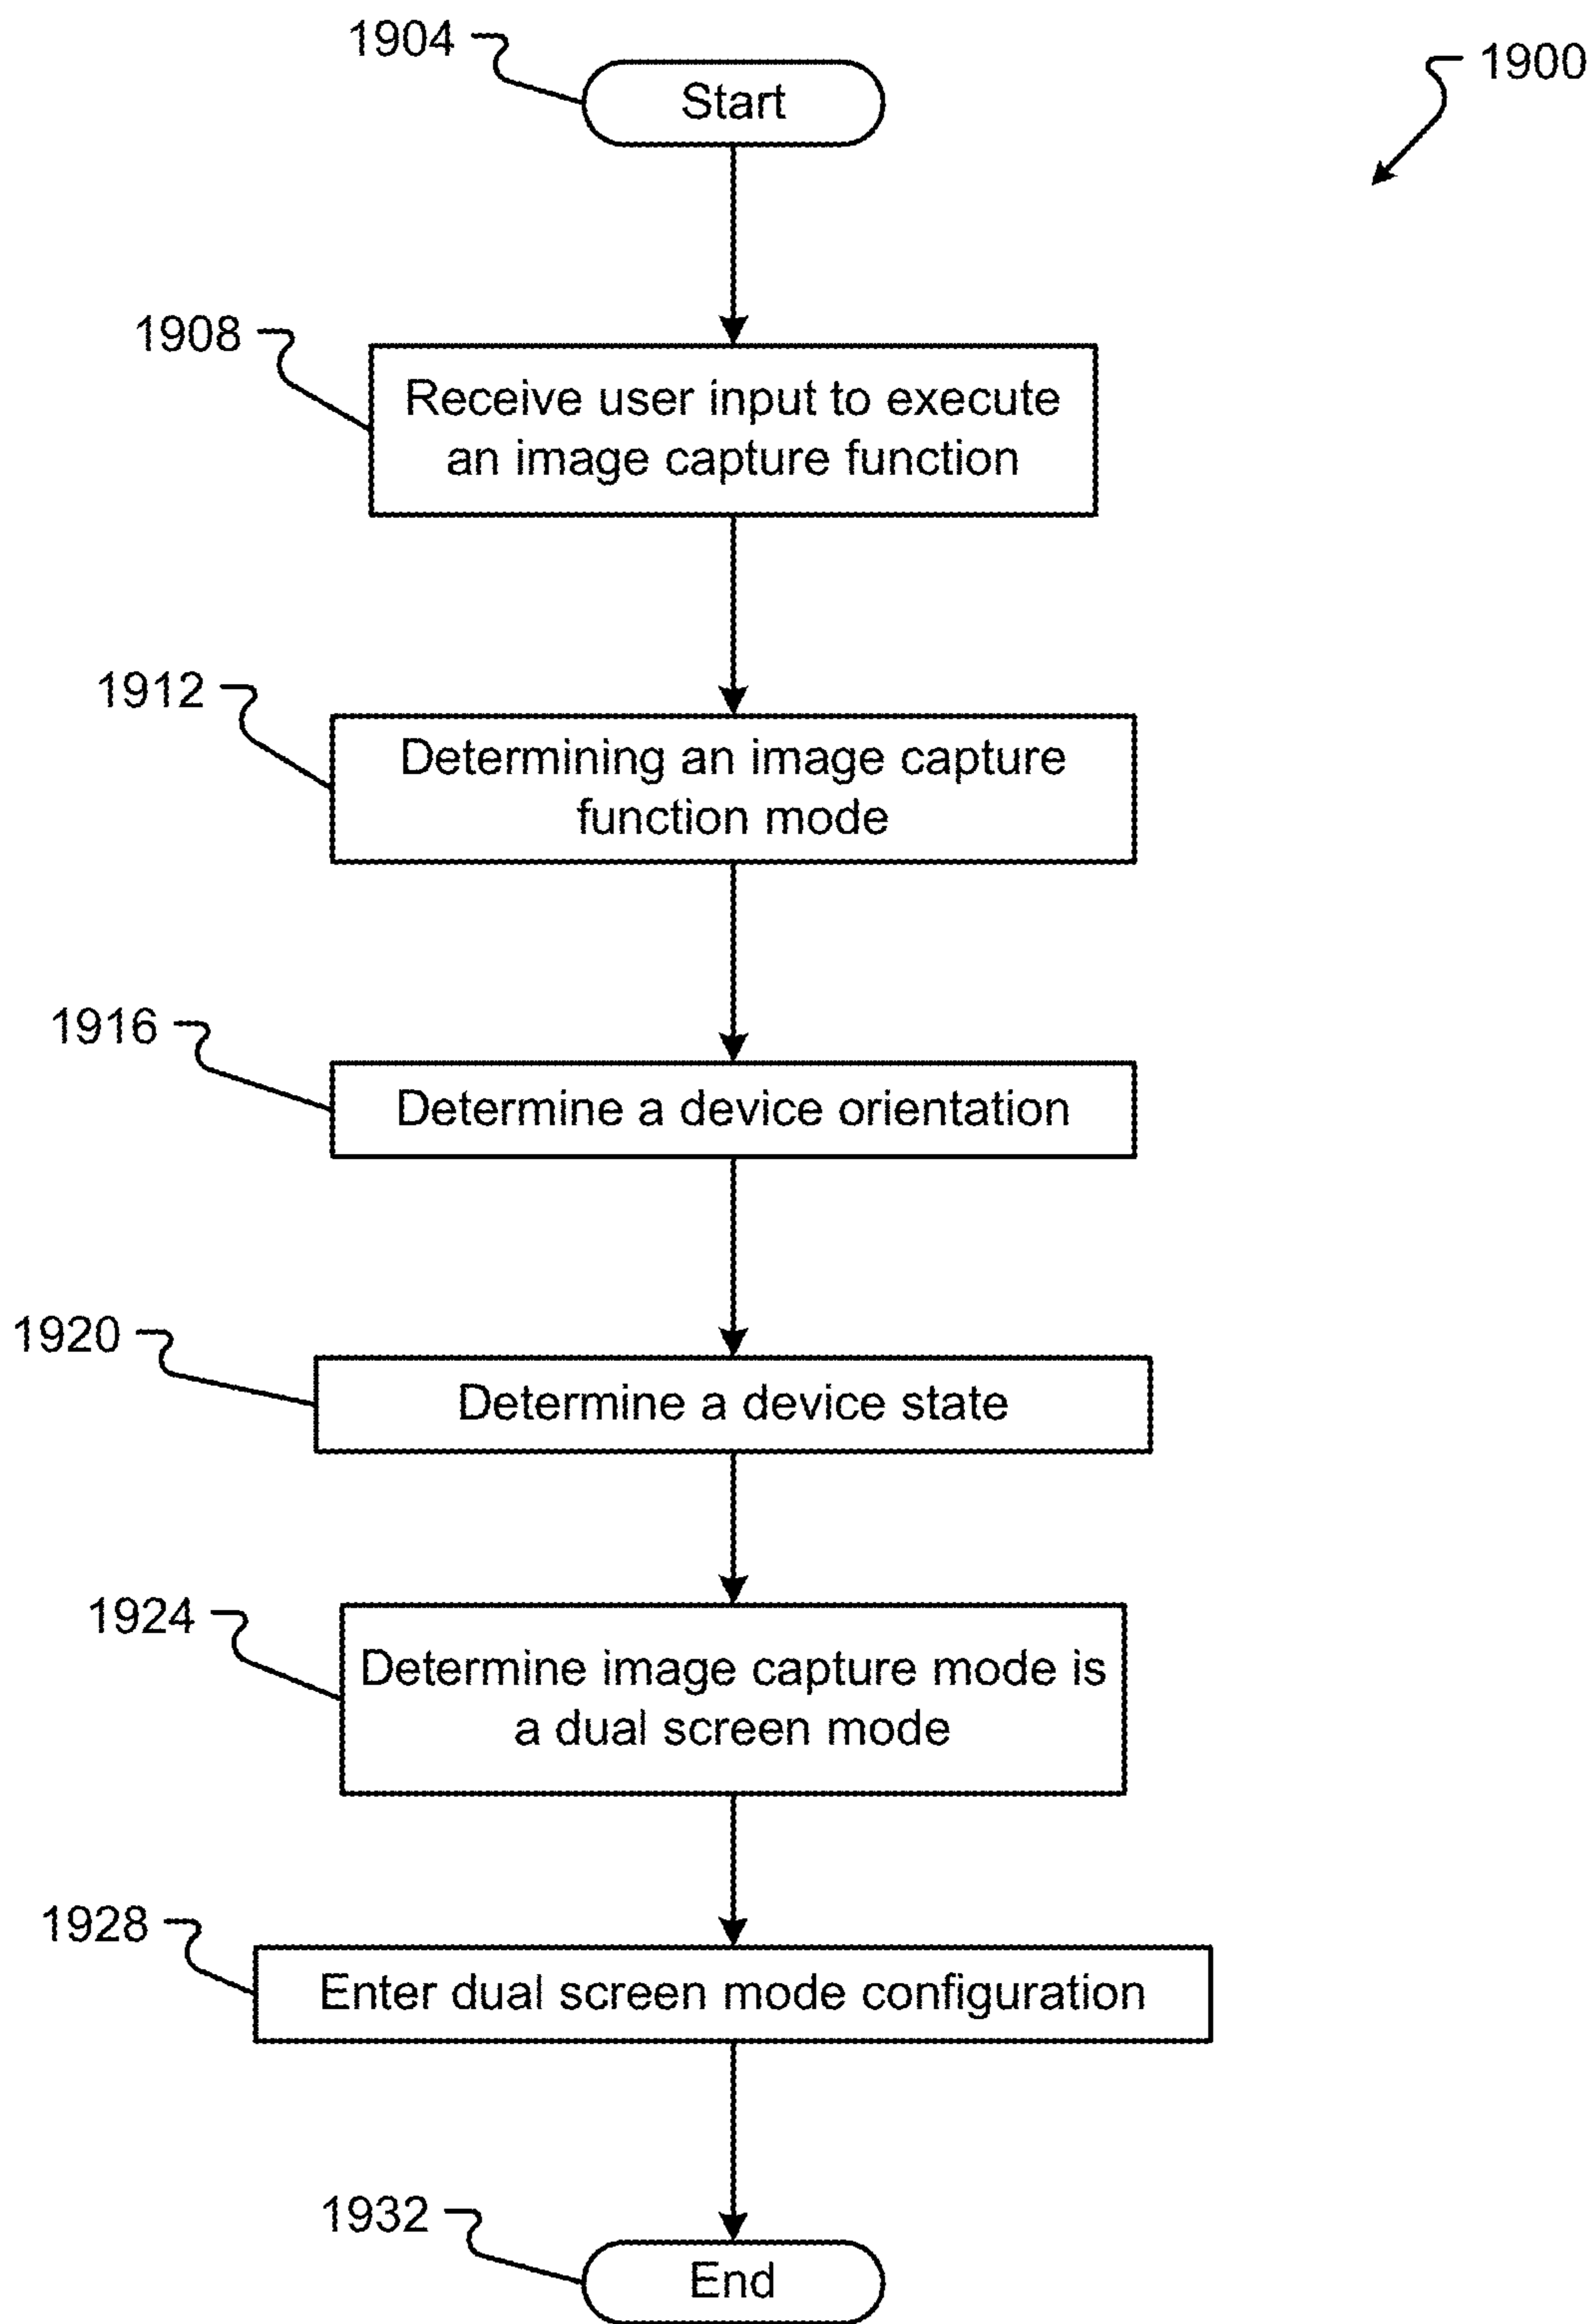 1904
Start
1900
1908
Receive user input to execute
an image capture function
1912
Determining an image capture
function mode
1916
Determine a device orientation
1920
Determine a device state
1924
Determine image capture mode is
a dual screen mode
1928
Enter dual screen mode configuration
1932
End